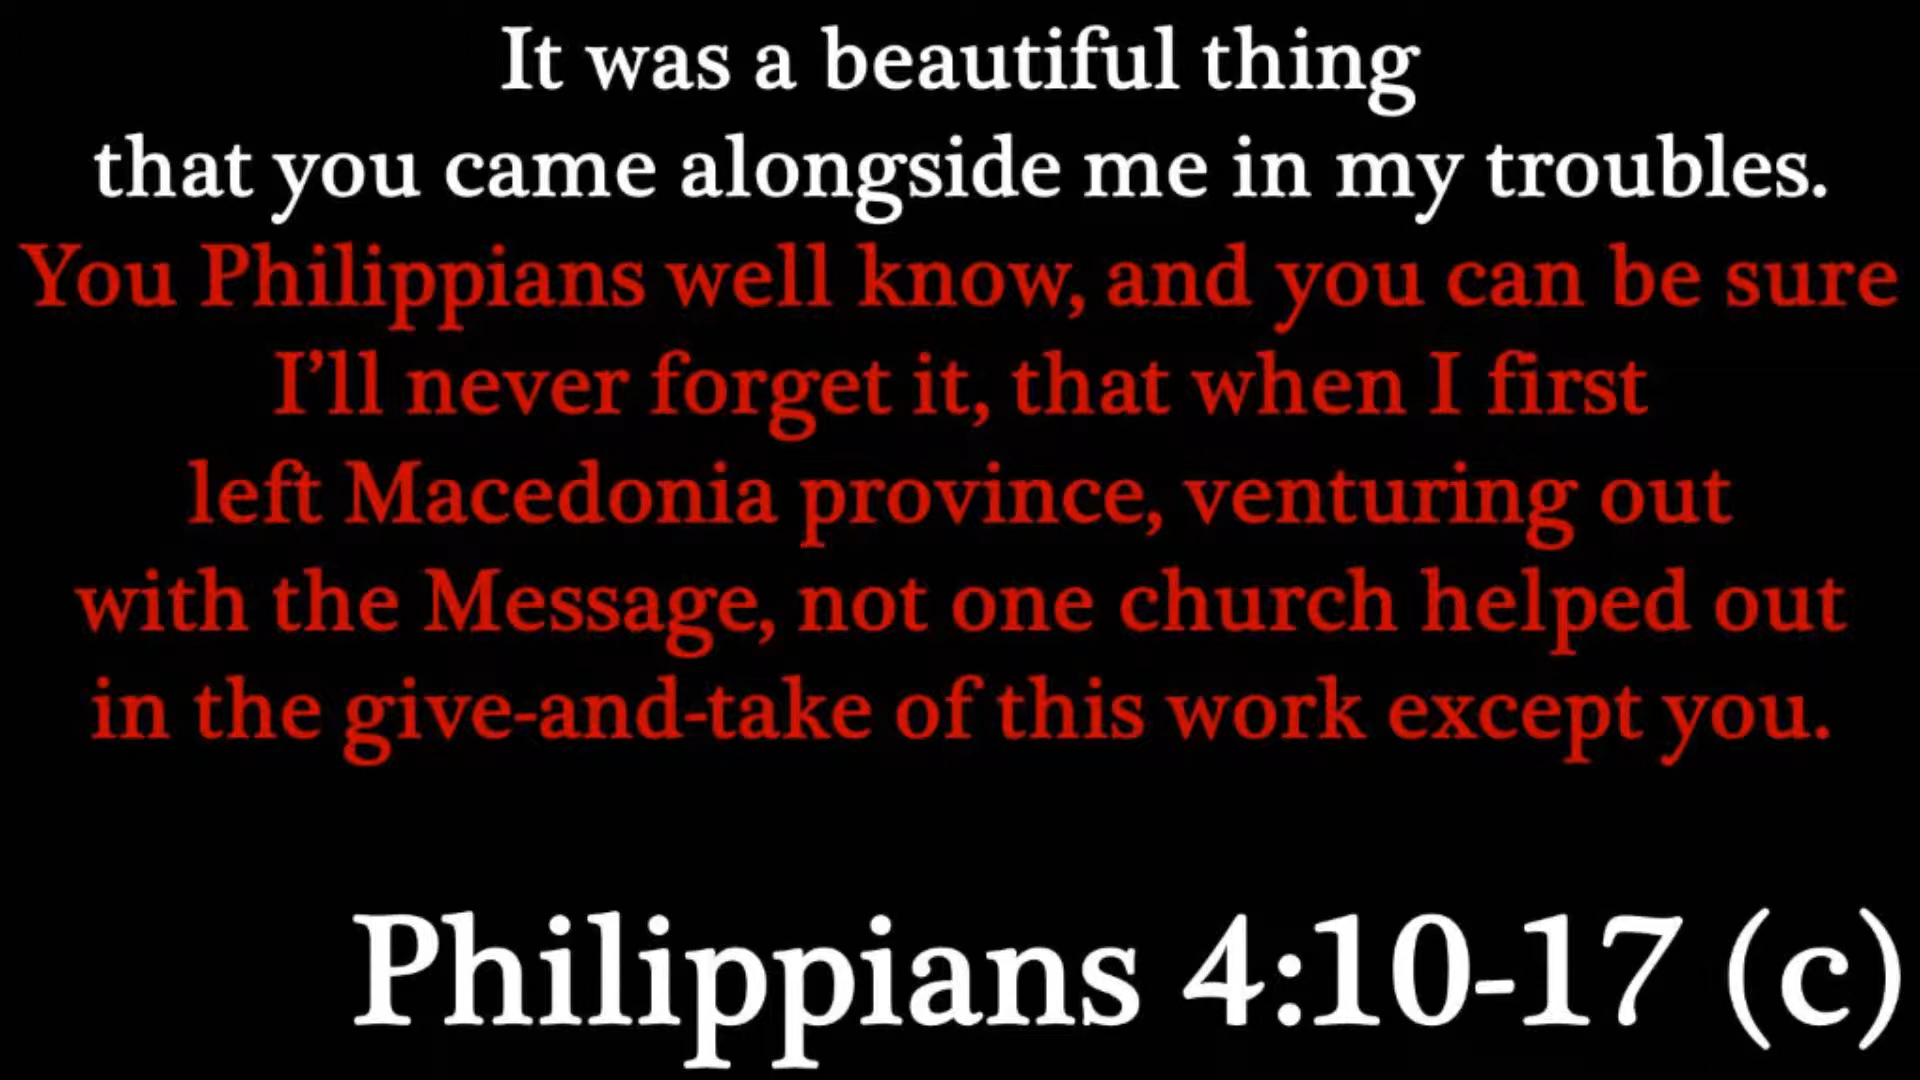 It was a beautiful thing
that you came alongside me in my troubles.
You Philippians well know, and you can be sure
I’ll never forget it, that when I first
left Macedonia province, venturing out
with the Message, not one church helped out
in the give-and-take of this work except you.
Philippians 4:10-17 (c)